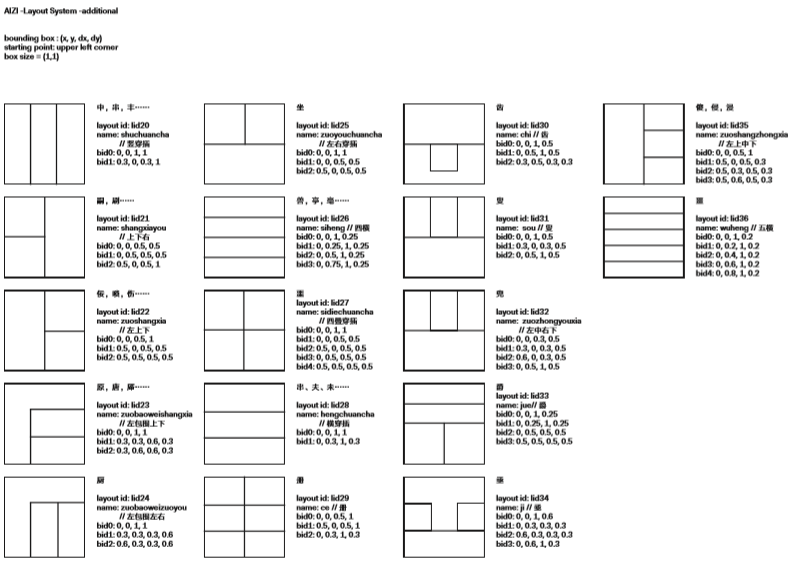 AIZI -Layout System -additional
bounding box : (x, y, dx, dy)
starting point: upper left corner
box size = (1,1)
中，串，丰……
layout id: lid20
name: shuchuancha
// 竖穿插
bid0: 0, 0, 1, 1
bid1: 0.3, 0, 0.3, 1
嗣，刷……
layout id: lid21
name: shangxiayou
// 上下右
bid0: 0, 0, 0.5, 0.5
bid1: 0, 0.5, 0.5, 0.5
bid2: 0.5, 0, 0.5, 1
佞，喷，伤……
layout id: lid22
name: zuoshangxia
// 左上下
bid0: 0, 0, 0.5, 1
bid1: 0.5, 0, 0.5, 0.5
bid2: 0.5, 0.5, 0.5, 0.5
原，唐，厣……
layout id: lid23
name: zuobaoweishangxia
// 左包围上下
bid0: 0, 0, 1, 1
bid1: 0.3, 0.3, 0.6, 0.3
bid2: 0.3, 0.6, 0.6, 0.3
厨
layout id: lid24
name: zuobaoweizuoyou
// 左包围左右
bid0: 0, 0, 1, 1
bid1: 0.3, 0.3, 0.3, 0.6
bid2: 0.6, 0.3, 0.3, 0.6
坐
layout id: lid25
name: zuoyouchuancha
// 左右穿插
bid0: 0, 0, 1, 1
bid1: 0, 0, 0.5, 0.5
bid2: 0.5, 0, 0.5, 0.5
兽，亭，毫……
layout id: lid26
name: siheng // 四横
bid0: 0, 0, 1, 0.25
bid1: 0, 0.25, 1, 0.25
bid2: 0, 0.5, 1, 0.25
bid3: 0, 0.75, 1, 0.25
噩
layout id: lid27
name: sidiechuancha
// 四叠穿插
bid0: 0, 0, 1, 1
bid1: 0, 0, 0.5, 0.5
bid2: 0.5, 0, 0.5, 0.5
bid3: 0, 0.5, 0.5, 0.5
bid4: 0.5, 0.5, 0.5, 0.5
串、夫、未……
layout id: lid28
name: hengchuancha
// 横穿插
bid0: 0, 0, 1, 1
bid1: 0, 0.3, 1, 0.3
册
layout id: lid29
name: ce // 册
bid0: 0, 0, 0.5, 1
bid1: 0.5, 0, 0.5, 1
bid2: 0, 0.3, 1, 0.3
齿
layout id: lid30
name: chi // 齿
bid0: 0, 0, 1, 0.5
bid1: 0, 0.5, 1, 0.5
bid2: 0.3, 0.5, 0.3, 0.3
叟
layout id: lid31
name: sou // 叟
bid0: 0, 0, 1, 0.5
bid1: 0.3, 0, 0.3, 0.5
bid2: 0, 0.5, 1, 0.5
兜
layout id: lid32
name: zuozhongyouxia
// 左中右下
bid0: 0, 0, 0.3, 0.5
bid1: 0.3, 0, 0.3, 0.5
bid2: 0.6, 0, 0.3, 0.5
bid3: 0, 0.5, 1, 0.5
爵
layout id: lid33
name: jue// 爵
bid0: 0, 0, 1, 0.25
bid1: 0, 0.25, 1, 0.25
bid2: 0, 0.5, 0.5, 0.5
bid3: 0.5, 0.5, 0.5, 0.5
亟
layout id: lid34
name: ji // 亟
bid0: 0, 0, 1, 0.6
bid1: 0, 0.3, 0.3, 0.3
bid2: 0.6, 0.3, 0.3, 0.3
bid3: 0, 0.6, 1, 0.3
傻，侵，浸
layout id: lid35
name: zuoshangzhongxia
// 左上中下
bid0: 0, 0, 0.5, 1
bid1: 0.5, 0, 0.5, 0.3
bid2: 0.5, 0.3, 0.5, 0.3
bid3: 0.5, 0.6, 0.5, 0.3
layout id: lid36
name: wuheng // 五横
bid0: 0, 0, 1, 0.2
bid1: 0, 0.2, 1, 0.2
bid2: 0, 0.4, 1, 0.2
bid3: 0, 0.6, 1, 0.2
bid4: 0, 0.8, 1, 0.2